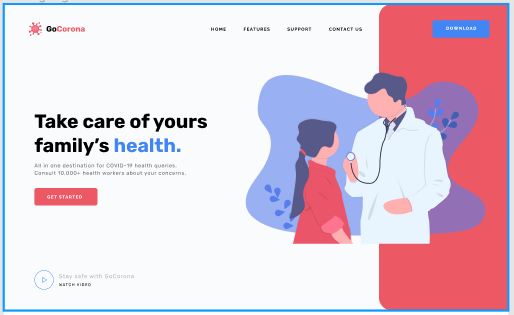 GoCorona
HOME FEATURES SUPPORT CONTACT US DOWNLOAD
Take care of yours
family's health.
All in one destination for COVID-19 health queries.
Consult 10,000+ health workers about your concerns.
GET STARTED
Stay safe with GoCorona
WATCH VIDEO